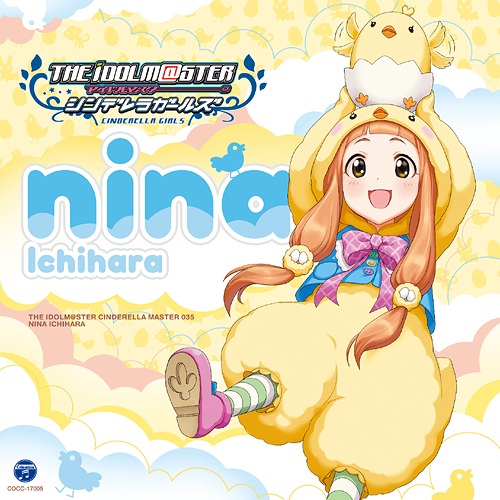 THE iDOLM@STER
アイドルマスター
シンデレラガールズ
CINDERELLA GIRLS
nina
Ichihara
THE IDOLM@STER CINDERELLA MASTER 035
NINA ICHIHARA
Columbia
COCC-17005